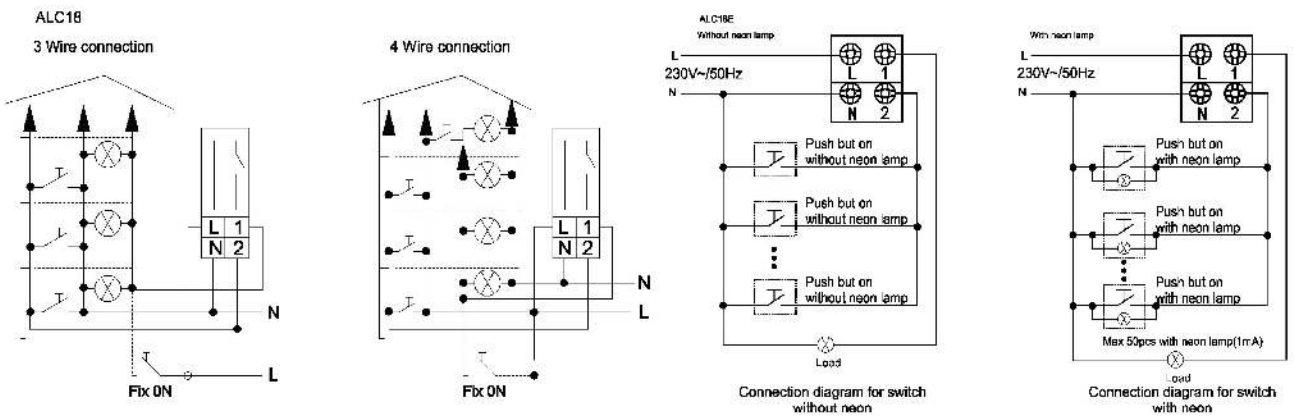 ALC18
3 Wire connection
L 1
N 2
N
L
Fix 0N
4 Wire connection
L 1
N 2
N
L
Fix 0N
ALC18E
Without neon lamp
L
230V~/50Hz
N
L 1
N 2
Push but on
without neon lamp
Push but on
without neon lamp
Push but on
without neon lamp
Load
Connection diagram for switch
without neon
With neon lamp
L
230V~/50Hz
N
L 1
N 2
Push but on
with neon lamp
Push but on
with neon lamp
Push but on
with neon lamp
Max 50pcs with neon lamp(1mA)
Load
Connection diagram for switch
with neon